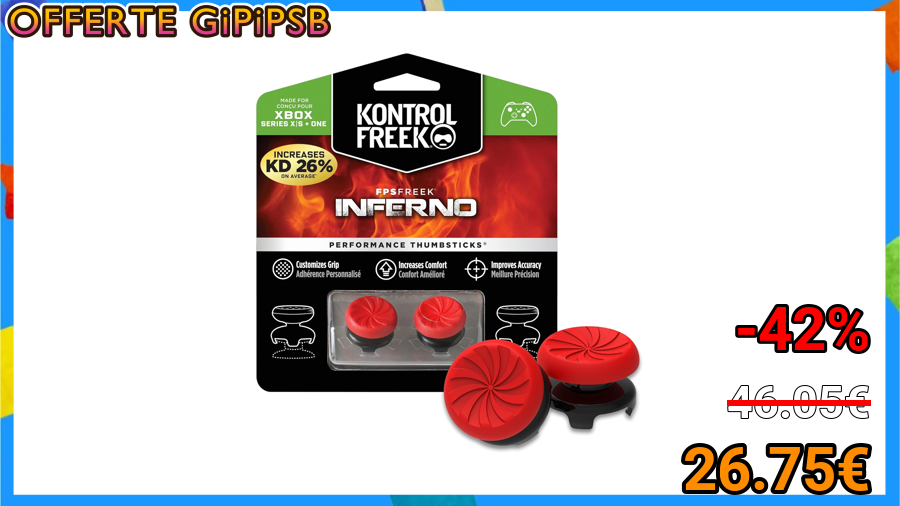 OFFERTE GiPiPSB
MADE FOR
CONÇU POUR
XBOX
SERIES X|S + ONE
KONTROL
FREEK
INCREASES
KD 26%
ON AVERAGE*
FPSFREEK®
INFERNO
PERFORMANCE THUMBSTICKS®
Customizes Grip
Adhérence Personnalisé
Increases Comfort
Confort Amélioré
Improves Accuracy
Meillure Précision
-42%
46.05€
26.75€